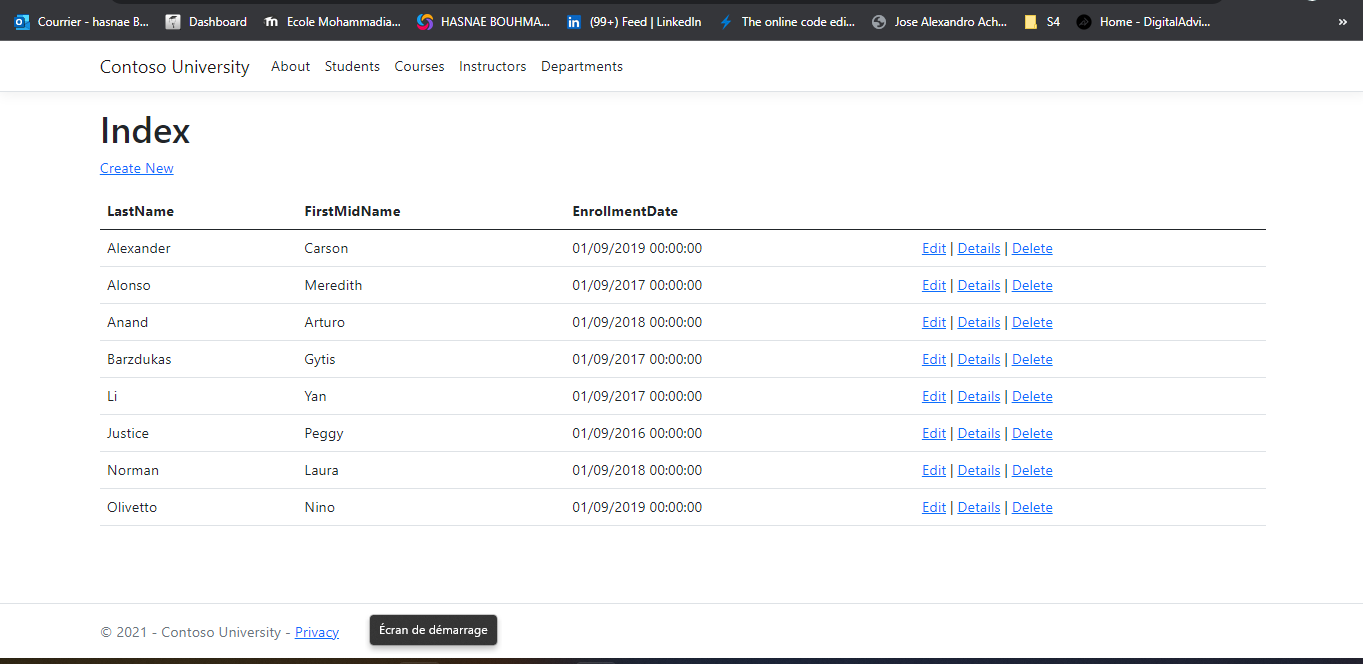 Courrier - hasnae B... Dashboard Ecole Mohammadia... HASNAE BOUHMA... (99+) Feed | LinkedIn The online code edi... Jose Alexandro Ach... S4 Home - DigitalAdvi... »
Contoso University About Students Courses Instructors Departments
Index
Create New
LastName FirstMidName EnrollmentDate
Alexander Carson 01/09/2019 00:00:00 Edit | Details | Delete
Alonso Meredith 01/09/2017 00:00:00 Edit | Details | Delete
Anand Arturo 01/09/2018 00:00:00 Edit | Details | Delete
Barzdukas Gytis 01/09/2017 00:00:00 Edit | Details | Delete
Li Yan 01/09/2017 00:00:00 Edit | Details | Delete
Justice Peggy 01/09/2016 00:00:00 Edit | Details | Delete
Norman Laura 01/09/2018 00:00:00 Edit | Details | Delete
Olivetto Nino 01/09/2019 00:00:00 Edit | Details | Delete
© 2021 - Contoso University - Privacy Écran de démarrage